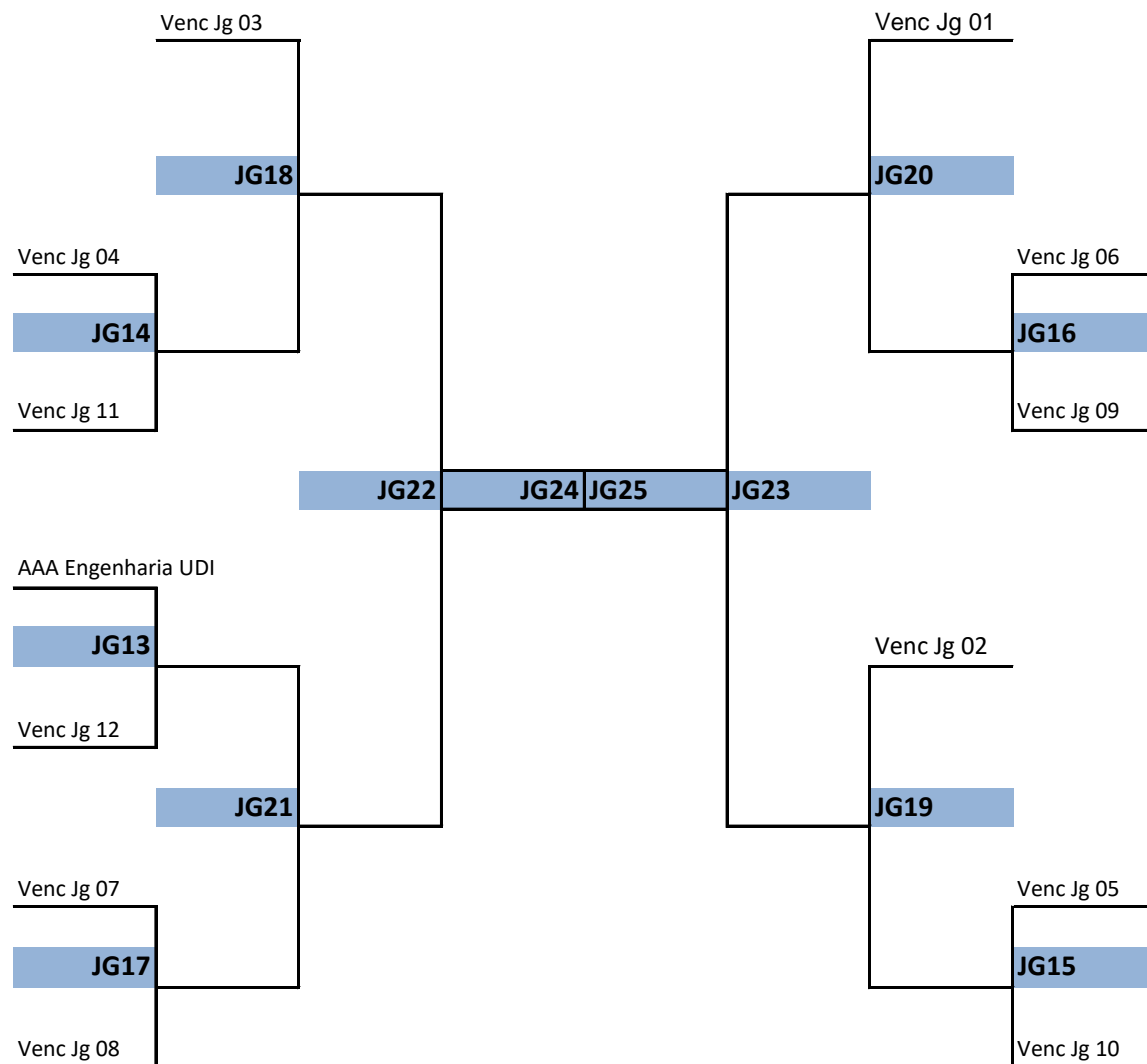 Venc Jg 03
Venc Jg 01
JG18
JG20
Venc Jg 04
Venc Jg 06
JG14
JG16
Venc Jg 11
Venc Jg 09
JG22
JG24
JG25
JG23
AAA Engenharia UDI
JG13
Venc Jg 02
Venc Jg 12
JG21
JG19
Venc Jg 07
Venc Jg 05
JG17
JG15
Venc Jg 08
Venc Jg 10